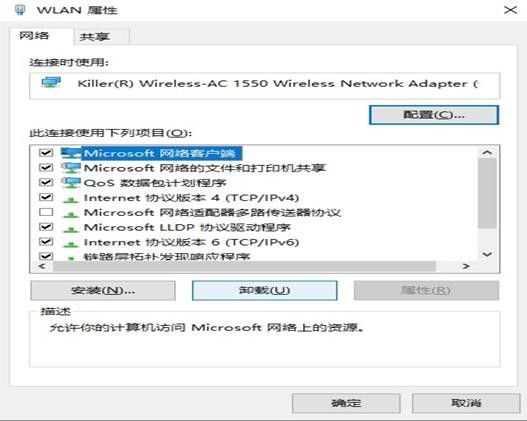 WLAN 属性
网络
共享
连接时使用:
Killer(R) Wireless-AC 1550 Wireless Network Adapter (
配置(C)...
此连接使用下列项目(O):
Microsoft 网络客户端
Microsoft 网络的文件和打印机共享
QoS 数据包计划程序
Internet 协议版本 4 (TCP/IPv4)
Microsoft 网络适配器多路传送器协议
Microsoft LLDP 协议驱动程序
Internet 协议版本 6 (TCP/IPv6)
链路层拓扑发现响应程序
安装(N)...
卸载(U)
属性(R)
描述
允许你的计算机访问 Microsoft 网络上的资源。
确定
取消